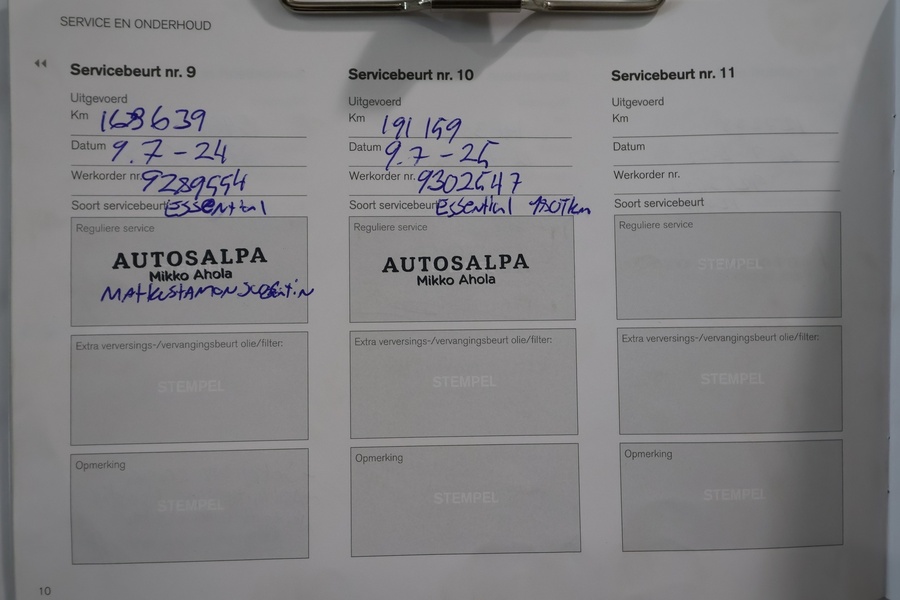 SERVICE EN ONDERHOUD
Servicebeurt nr. 9
Uitgevoerd
Km 168639
Datum 9.7-24
Werkorder nr. 9289554
Soort servicebeurt Essential
Reguliere service
AUTOSALPA
Mikko Ahola
Extra verversings-/vervangingsbeurt olie/filter:
STEMPEL
Opmerking
STEMPEL
Servicebeurt nr. 10
Uitgevoerd
Km 191 159
Datum 9.7-25
Werkorder nr. 9302547
Soort servicebeurt Essential
Reguliere service
AUTOSALPA
Mikko Ahola
Extra verversings-/vervangingsbeurt olie/filter:
STEMPEL
Opmerking
STEMPEL
Servicebeurt nr. 11
Uitgevoerd
Km
Datum
Werkorder nr.
Soort servicebeurt
Reguliere service
STEMPEL
Extra verversings-/vervangingsbeurt olie/filter:
STEMPEL
Opmerking
STEMPEL
10